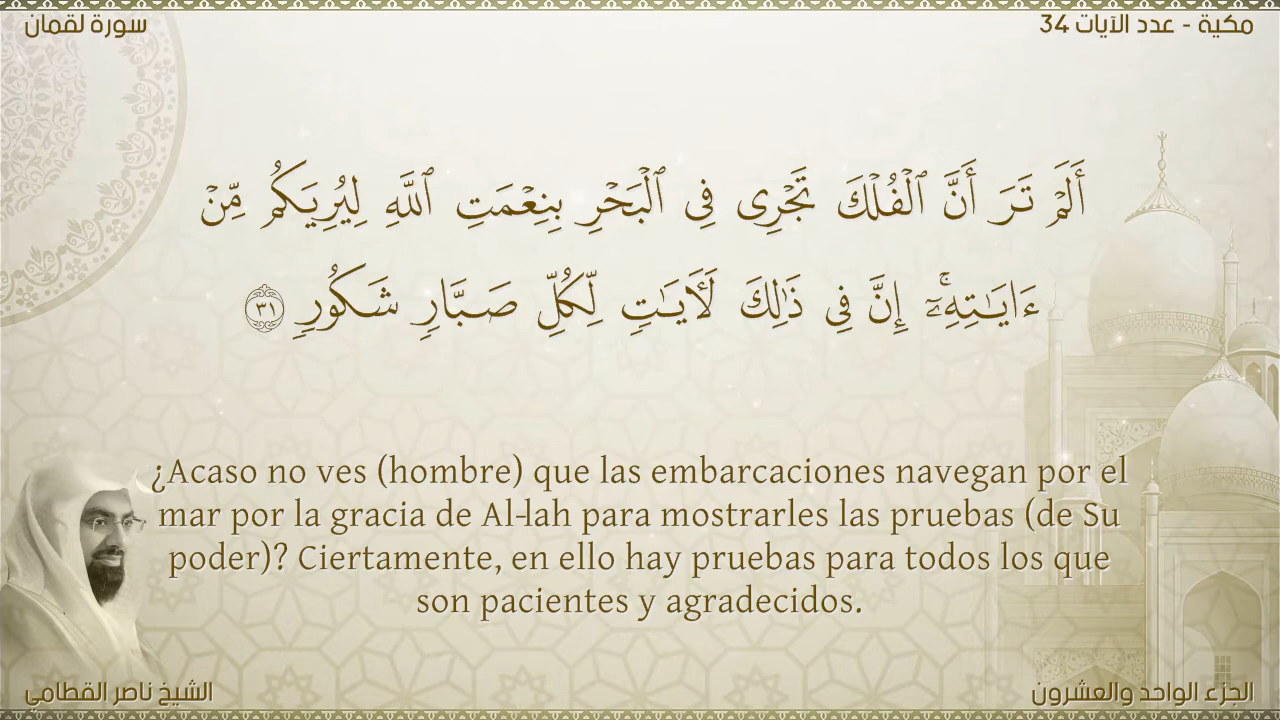 مكية - عدد الآيات 34
سورة لقمان
أَلَمْ تَرَ أَنَّ ٱلْفُلْكَ تَجْرِى فِى ٱلْبَحْرِ بِنِعْمَتِ ٱللَّهِ لِيُرِيَكُم مِّنْ
ءَايَـٰتِهِۦٓ ۚ إِنَّ فِى ذَٰلِكَ لَـَٔايَـٰتٍ لِّكُلِّ صَبَّارٍ شَكُورٍ ٣١
¿Acaso no ves (hombre) que las embarcaciones navegan por el
mar por la gracia de Al-lah para mostrarles las pruebas (de Su
poder)? Ciertamente, en ello hay pruebas para todos los que
son pacientes y agradecidos.
الجزء الواحد والعشرون
الشيخ ناصر القطامي